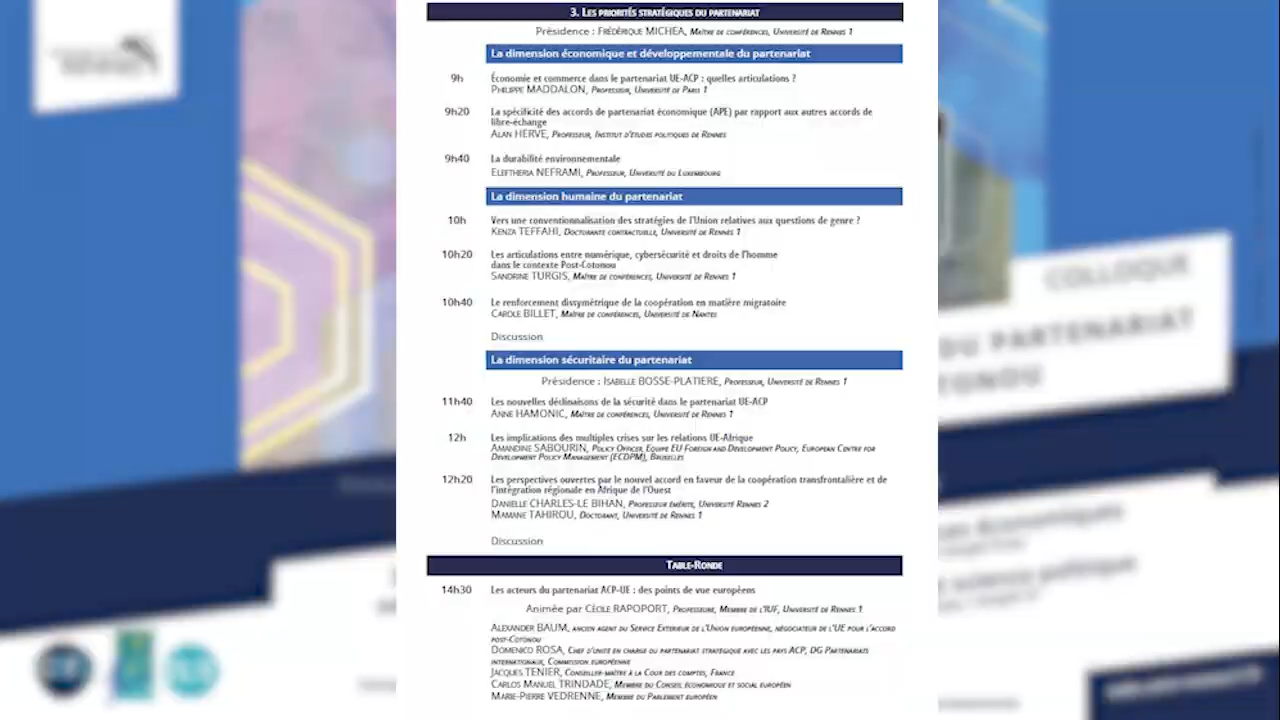 3. Les priorités stratégiques du partenariat
Présidence : Frédérique MICHEA, Maître de conférences, Université de Rennes 1
La dimension économique et développementale du partenariat
9h Économie et commerce dans le partenariat UE-ACP : quelles articulations ?
Philippe MADDALON, Professeur, Université de Paris 1
9h20 La spécificité des accords de partenariat économique (APE) par rapport aux autres accords de
libre-échange
Alan HERVE, Professeur, Institut d'etudes politiques de Rennes
9h40 La durabilité environnementale
Eleftheria NEFRAMI, Professeur, Université du Luxembourg
La dimension humaine du partenariat
10h Vers une conventionnalisation des stratégies de l'Union relatives aux questions de genre ?
Kenza TEFFAHI, Doctorante contractuelle, Université de Rennes 1
10h20 Les articulations entre numérique, cybersécurité et droits de l'homme
dans le contexte Post-Cotonou
Sandrine TURGIS, Maître de conférences, Université de Rennes 1
10h40 Le renforcement dissymétrique de la coopération en matière migratoire
Carole BILLET, Maître de conférences, Université de Nantes
Discussion
La dimension sécuritaire du partenariat
Présidence : Isabelle BOSSE-PLATIERE, Professeur, Université de Rennes 1
11h40 Les nouvelles déclinaisons de la sécurité dans le partenariat UE-ACP
Anne HAMONIC, Maître de conférences, Université de Rennes 1
12h Les implications des multiples crises sur les relations UE-Afrique
Amandine SABOURIN, Policy Officer, Equipe EU Foreign and Development Policy, European Centre for
Development Policy Management (ECDPM), Bruxelles
12h20 Les perspectives ouvertes par le nouvel accord en faveur de la coopération transfrontalière et de
l'intégration régionale en Afrique de l'Ouest
Danielle CHARLES-LE BIHAN, Professeur émérite, Université Rennes 2
Mamane TAHIROU, Doctorant, Université de Rennes 1
Discussion
Table-Ronde
14h30 Les acteurs du partenariat ACP-UE : des points de vue européens
Animée par Cécile RAPOPORT, Professeure, Membre de l'IUF, Université de Rennes 1
Alexander BAUM, ancien agent du Service Exterieur de l'Union européenne, négociateur de l'UE pour l'accord
post-Cotonou
Domenico ROSA, Chef d'unité en charge du partenariat stratégique avec les pays ACP, DG Partenariats
internationaux, Commission européenne
Jacques TENIER, Conseiller-maître à la Cour des comptes, France
Carlos Manuel TRINDADE, Membre du Conseil économique et social européen
Marie-Pierre VEDRENNE, Membre du Parlement européen
COLLOQUE
DU PARTENARIAT